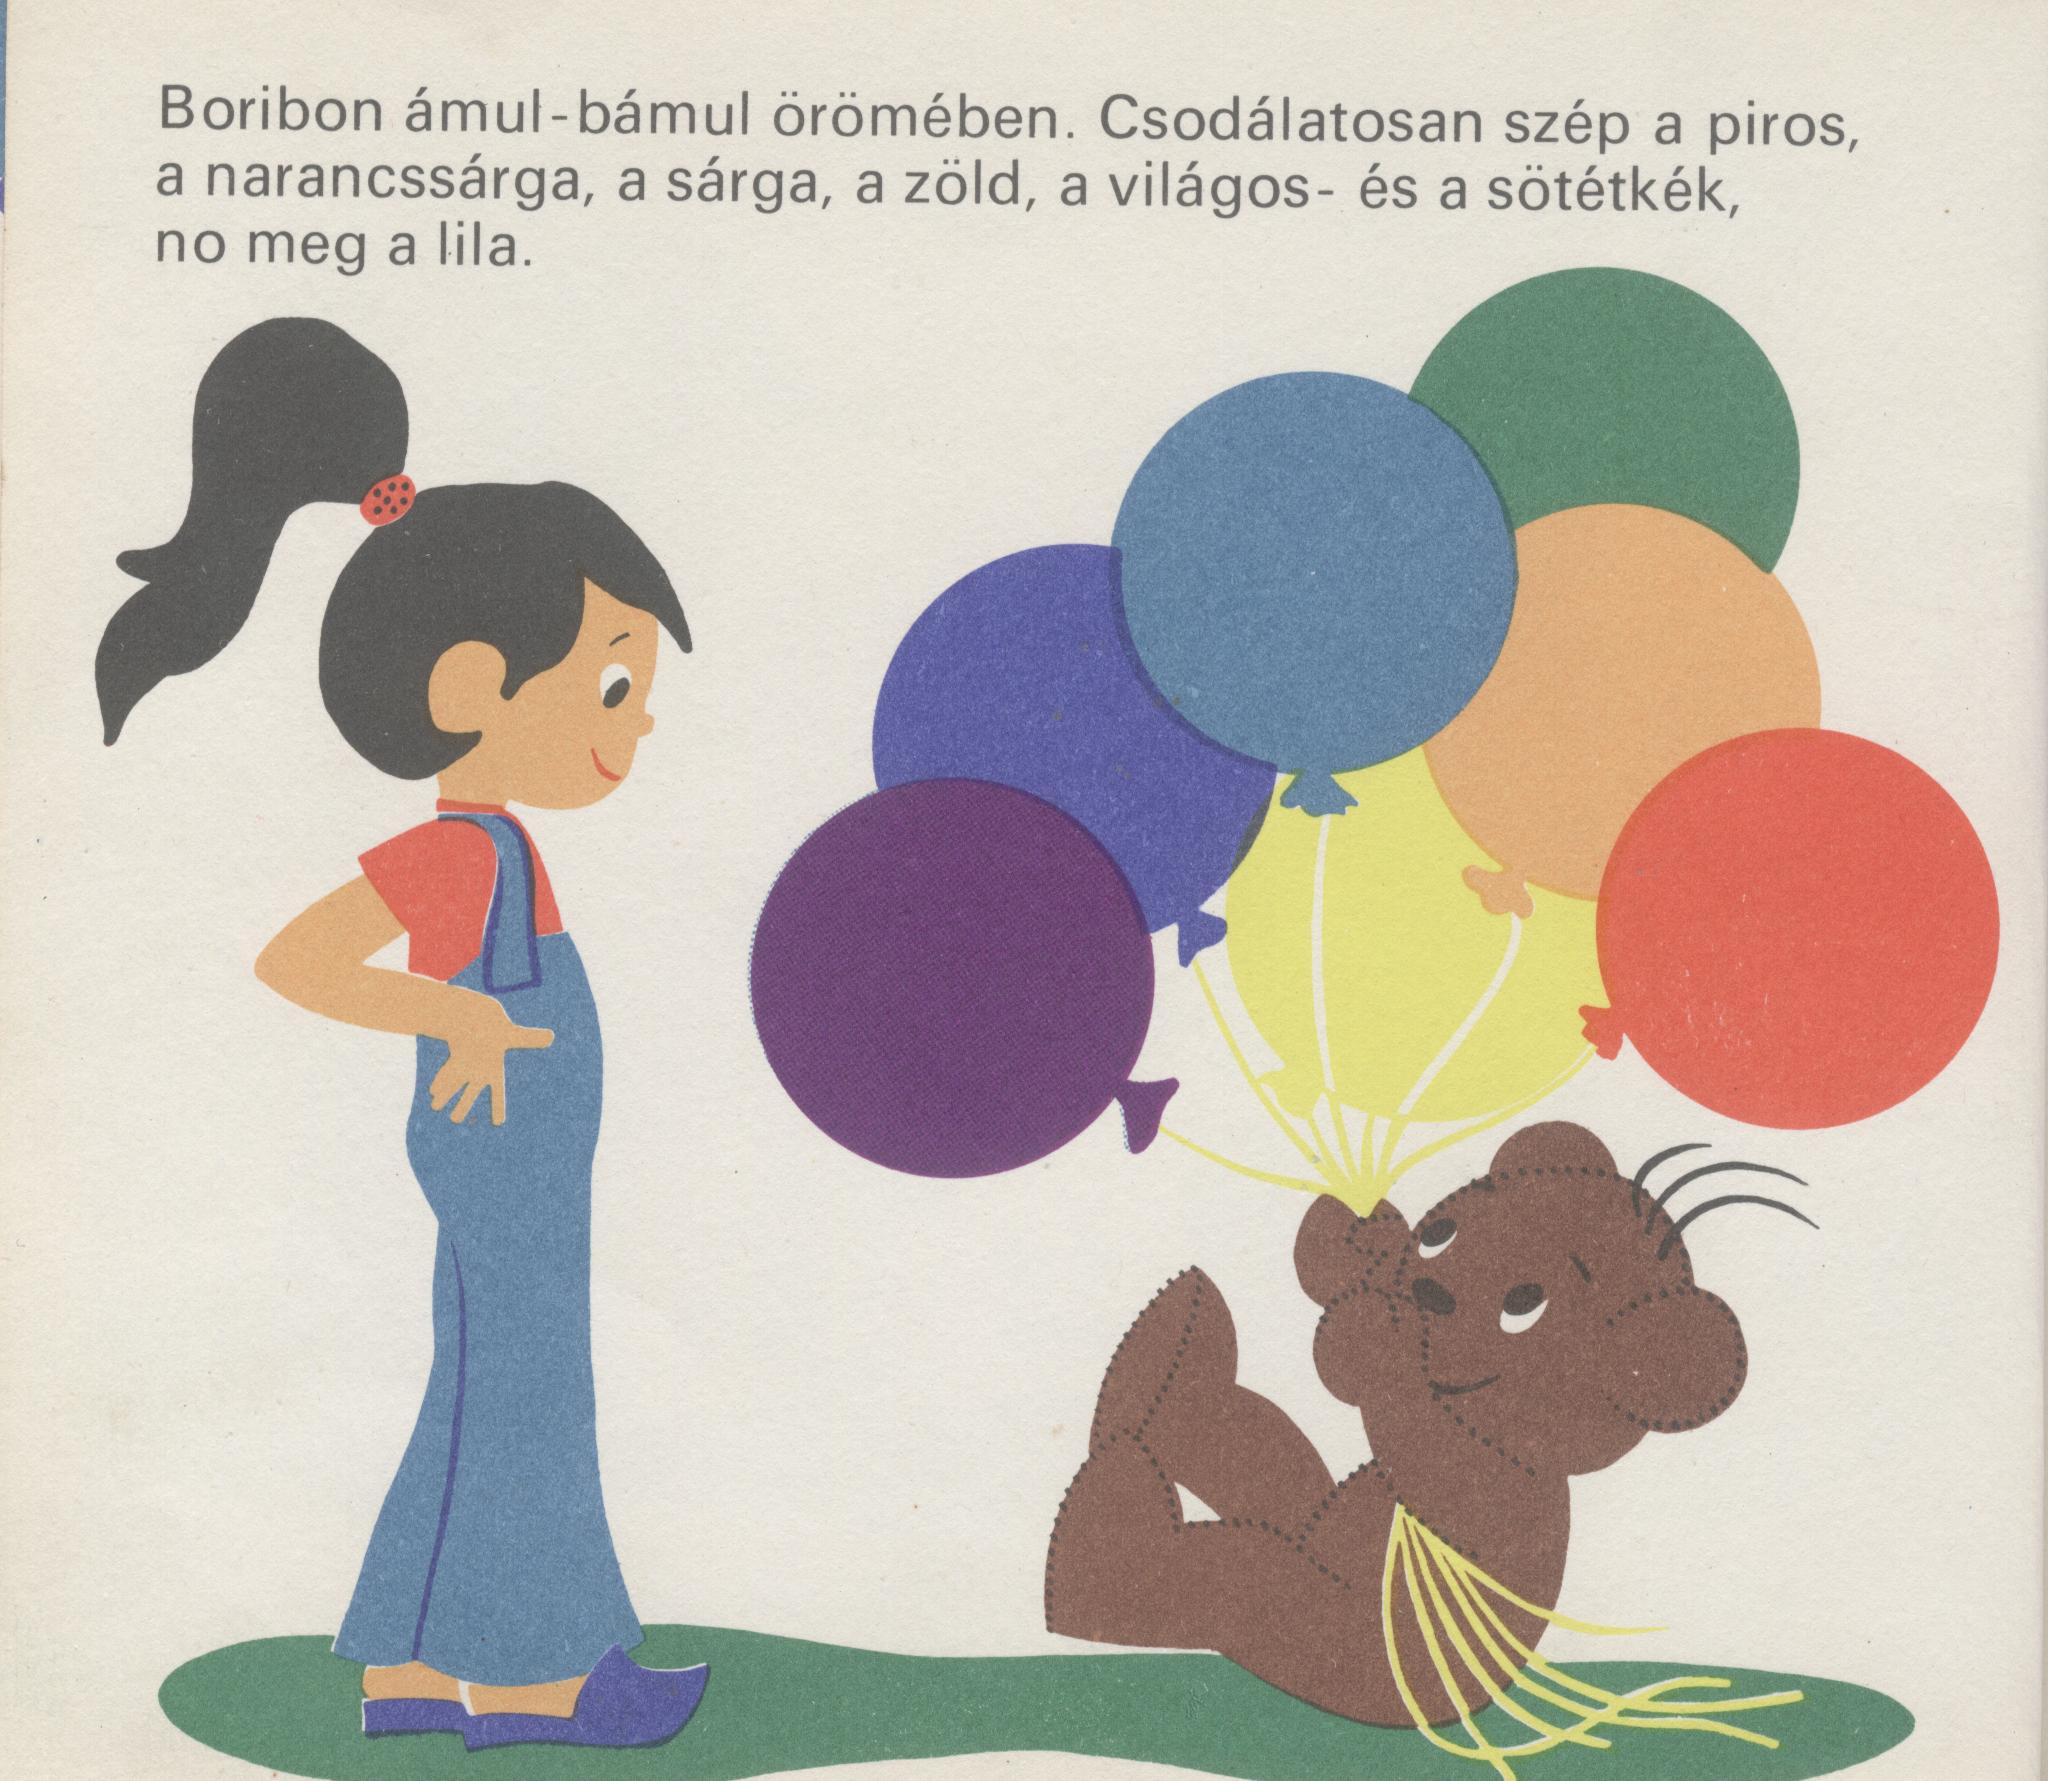 Boribon ámul-bámul örömében. Csodálatosan szép a piros,
a narancssárga, a sárga, a zöld, a világos- és a sötétkék,
no meg a lila.